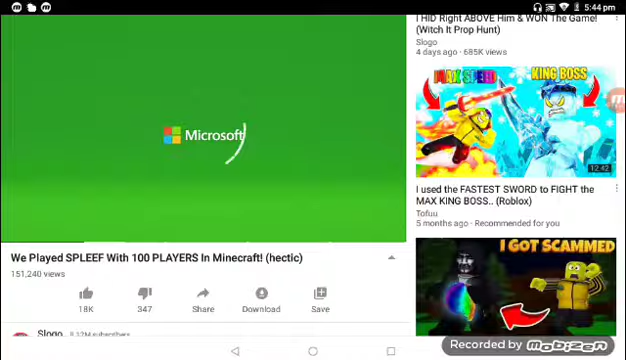 5:44 pm
Microsoft
We Played SPLEEF With 100 PLAYERS In Minecraft! (hectic)
151,240 views
18K
347
Share
Download
Save
Slogo
I HID Right ABOVE Him & WON The Game!
(Witch It Prop Hunt)
Slogo
4 days ago - 685K views
MAX SPEED
KING BOSS
12:42
I used the FASTEST SWORD to FIGHT the
MAX KING BOSS.. (Roblox)
Tofuu
5 months ago - Recommended for you
I GOT SCAMMED
Recorded by
MOBIZEN